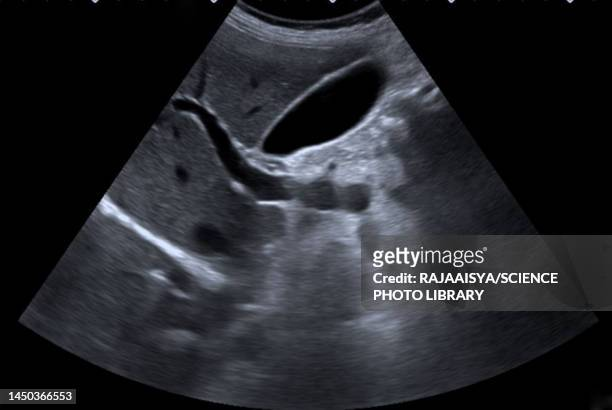 gettyimages
Credit: RAJAAISYA/SCIENCE
PHOTO LIBRARY
1450366553